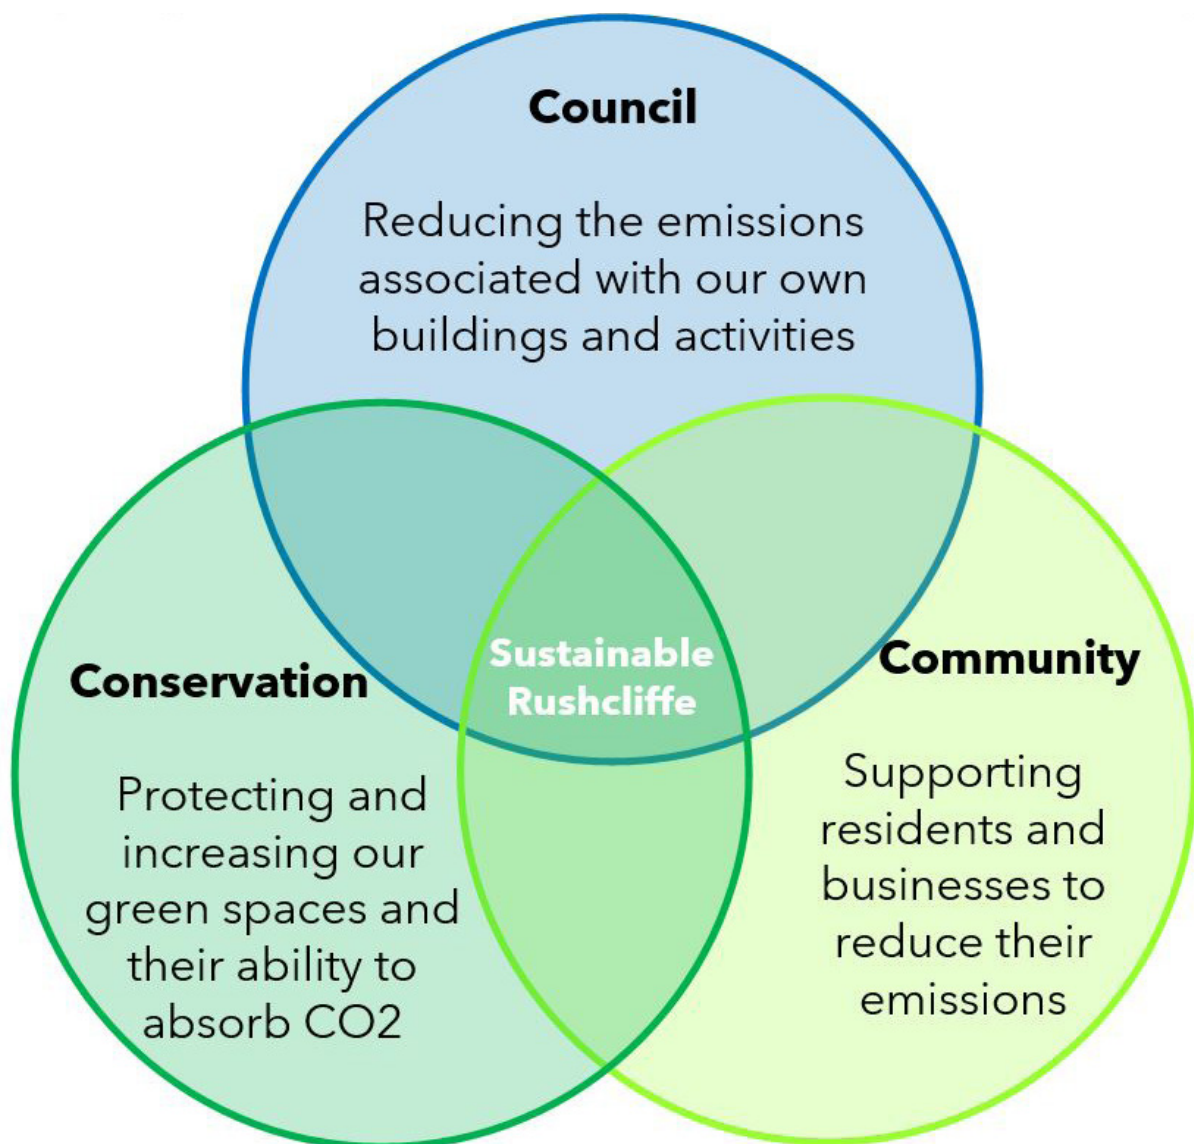 Council
Reducing the emissions
associated with our own
buildings and activities
Sustainable
Rushcliffe
Conservation
Protecting and
increasing our
green spaces and
their ability to
absorb CO2
Community
Supporting
residents and
businesses to
reduce their
emissions